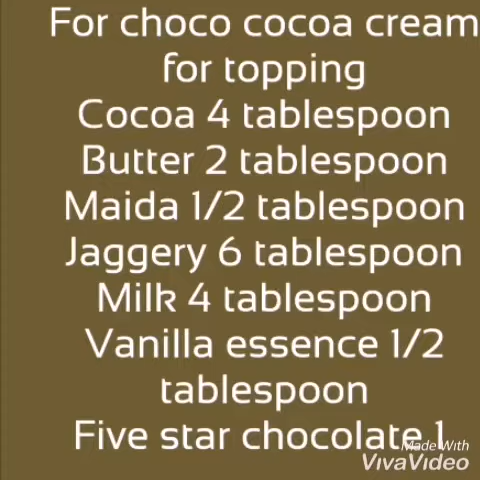 For choco cocoa cream
for topping
Cocoa 4 tablespoon
Butter 2 tablespoon
Maida 1/2 tablespoon
Jaggery 6 tablespoon
Milk 4 tablespoon
Vanilla essence 1/2
tablespoon
Five star chocolate 1
Made With
VivaVideo